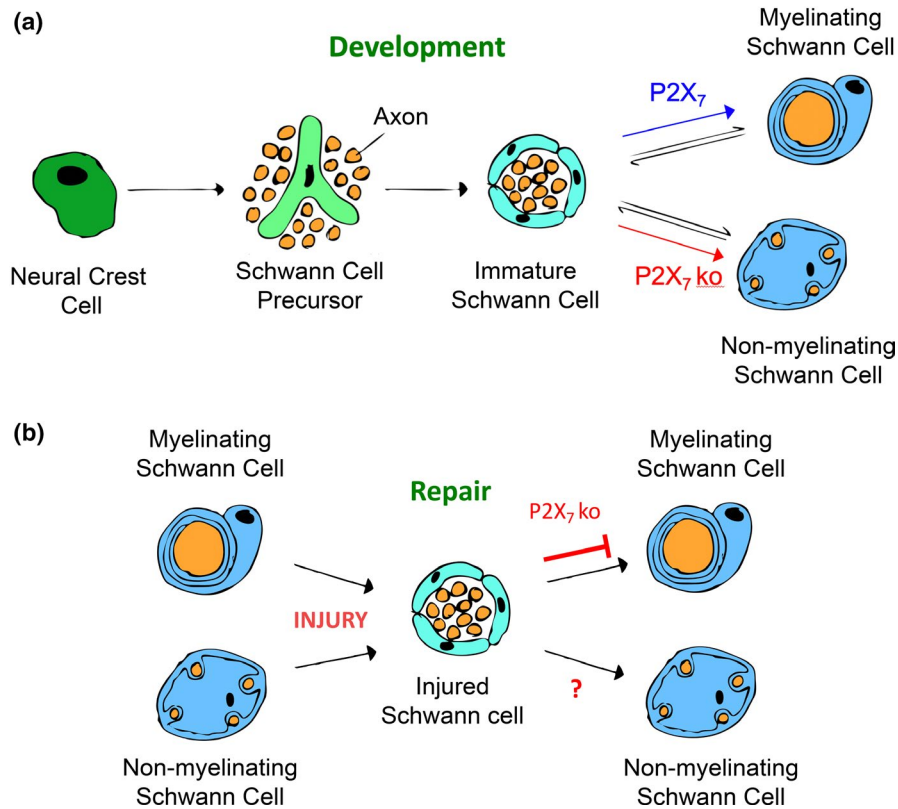 (a)
Development
Axon
P2X₇
Myelinating
Schwann Cell
Neural Crest
Cell
Schwann Cell
Precursor
Immature
Schwann Cell
P2X₇ ko
Non-myelinating
Schwann Cell
(b)
Myelinating
Schwann Cell
Repair
P2X₇ ko
Myelinating
Schwann Cell
INJURY
Injured
Schwann cell
?
Non-myelinating
Schwann Cell
Non-myelinating
Schwann Cell